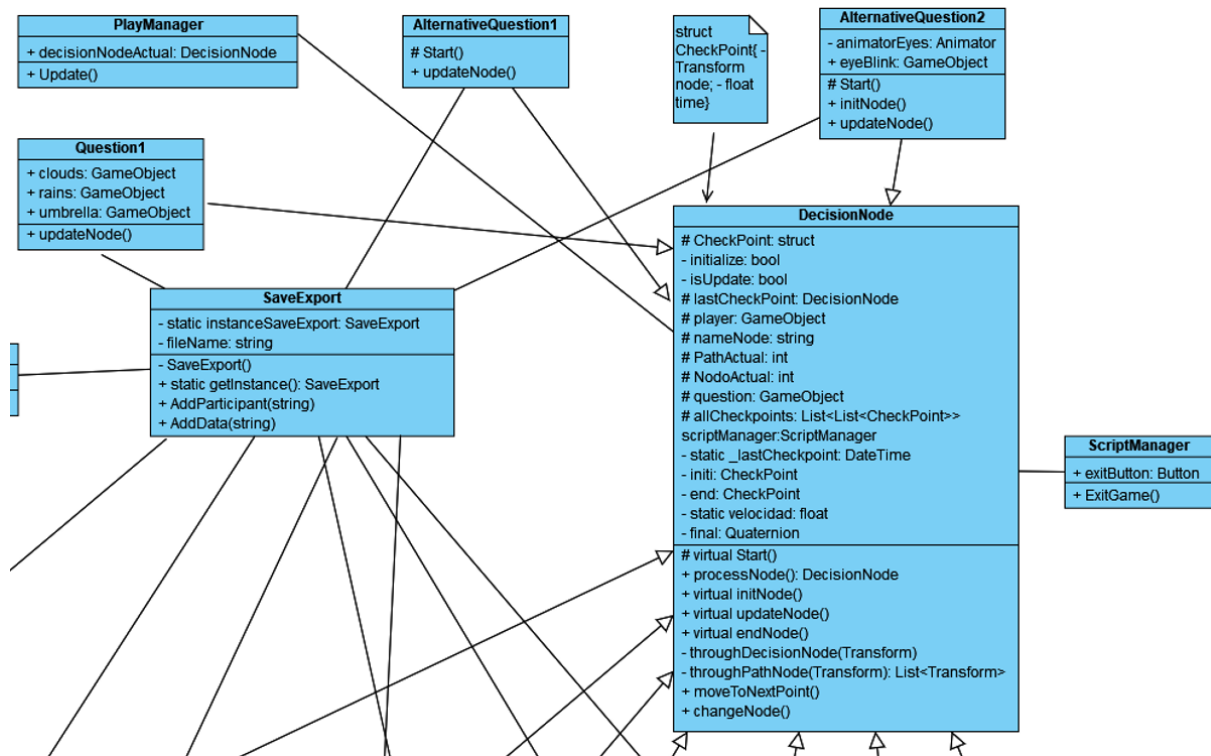 PlayManager
+ decisionNodeActual: DecisionNode
+ Update()
AlternativeQuestion1
# Start()
+ updateNode()
struct
CheckPoint{ -
Transform
node; - float
time}
AlternativeQuestion2
- animatorEyes: Animator
+ eyeBlink: GameObject
# Start()
+ initNode()
+ updateNode()
Question1
+ clouds: GameObject
+ rains: GameObject
+ umbrella: GameObject
+ updateNode()
SaveExport
- static instanceSaveExport: SaveExport
- fileName: string
- SaveExport()
+ static getInstance(): SaveExport
+ AddParticipant(string)
+ AddData(string)
DecisionNode
# CheckPoint: struct
- initialize: bool
- isUpdate: bool
# lastCheckPoint: DecisionNode
# player: GameObject
# nameNode: string
# PathActual: int
# NodoActual: int
# question: GameObject
# allCheckpoints: List<List<CheckPoint>>
scriptManager:ScriptManager
- static _lastCheckpoint: DateTime
- initi: CheckPoint
- end: CheckPoint
- static velocidad: float
- final: Quaternion
# virtual Start()
+ processNode(): DecisionNode
+ virtual initNode()
+ virtual updateNode()
+ virtual endNode()
- throughDecisionNode(Transform)
- throughPathNode(Transform): List<Transform>
+ moveToNextPoint()
+ changeNode()
ScriptManager
+ exitButton: Button
+ ExitGame()